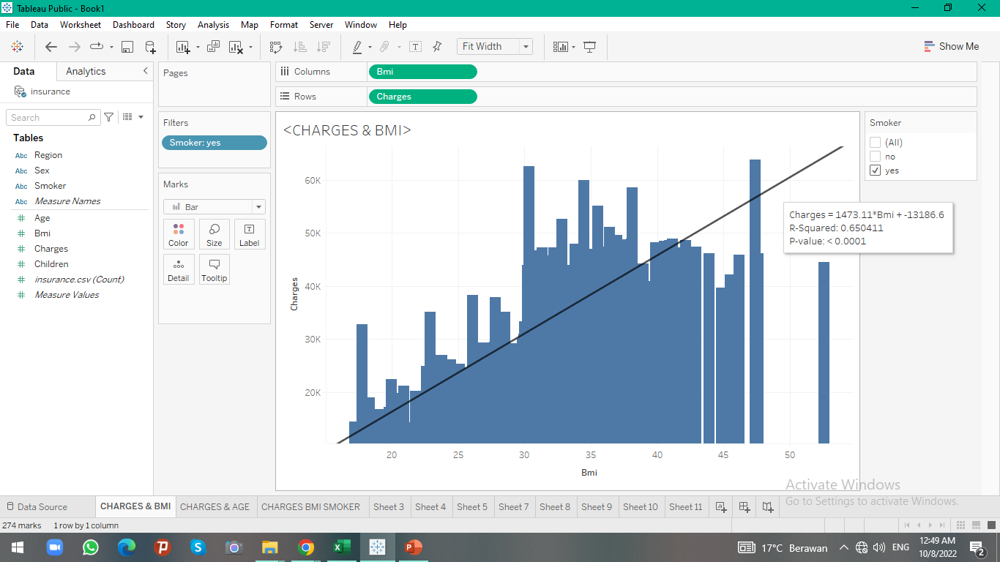 Tableau Public - Book1
File Data Worksheet Dashboard Story Analysis Map Format Server Window Help
Fit Width
Show Me
Data Analytics
insurance
Search
Tables
Abc Region
Abc Sex
Abc Smoker
Abc Measure Names
Age
Bmi
Charges
Children
insurance.csv (Count)
Measure Values
Pages
Filters
Smoker: yes
Marks
Bar
Color Size Label
Detail Tooltip
Columns Bmi
Rows Charges
<CHARGES & BMI>
60K
50K
40K
30K
20K
Charges
20 25 30 35 40 45 50
Bmi
Smoker
(All)
no
yes
Charges = 1473.11*Bmi + -13186.6
R-Squared: 0.650411
P-value: < 0.0001
Activate Windows
Go to Settings to activate Windows.
Data Source CHARGES & BMI CHARGES & AGE CHARGES BMI SMOKER Sheet 3 Sheet 4 Sheet 5 Sheet 7 Sheet 8 Sheet 9 Sheet 10 Sheet 11
274 marks 1 row by 1 column
17°C Berawan ENG
12:49 AM
10/8/2022
2